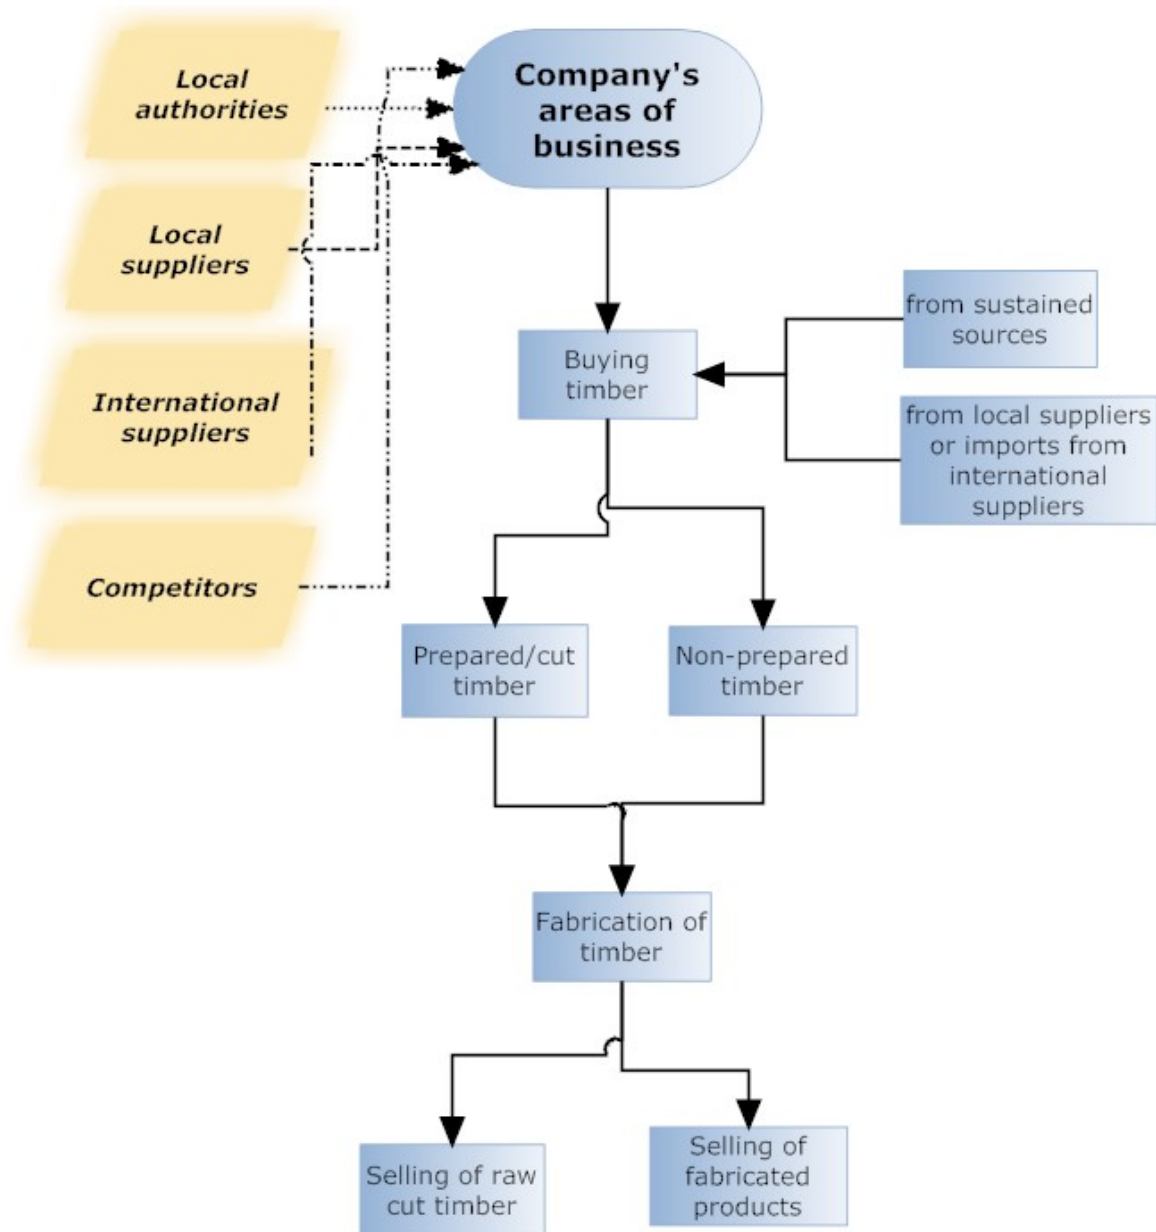 Local
authorities
Company's
areas of
business
Local
suppliers
International
suppliers
Competitors
Buying
timber
from sustained
sources
from local suppliers
or imports from
international
suppliers
Prepared/cut
timber
Non-prepared
timber
Fabrication of
timber
Selling of raw
cut timber
Selling of
fabricated
products